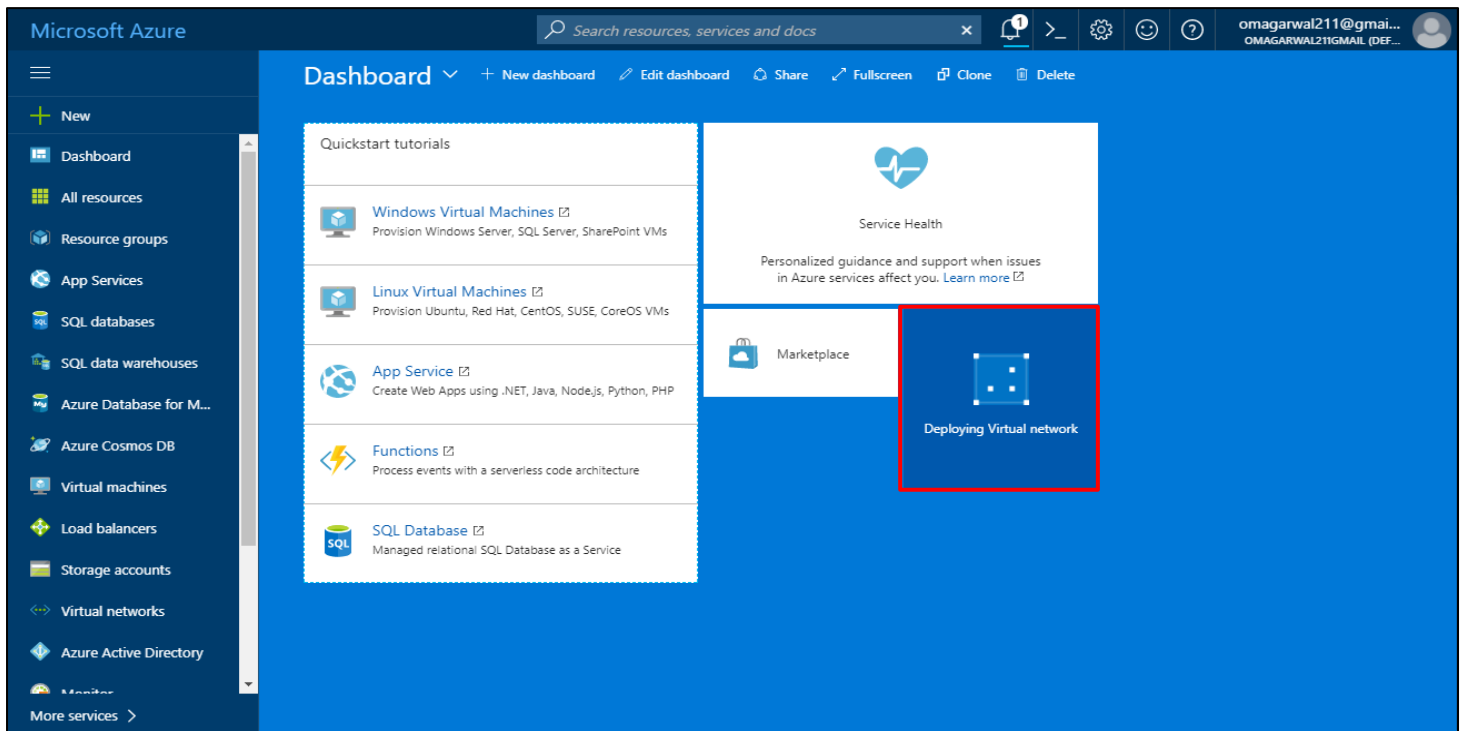 Microsoft Azure
Search resources, services and docs
1
omagarwal211@gmai...
OMAGARWAL211GMAIL (DEF...
Dashboard
New dashboard
Edit dashboard
Share
Fullscreen
Clone
Delete
New
Dashboard
All resources
Resource groups
App Services
SQL databases
SQL data warehouses
Azure Database for M...
Azure Cosmos DB
Virtual machines
Load balancers
Storage accounts
Virtual networks
Azure Active Directory
Monitor
More services >
Quickstart tutorials
Windows Virtual Machines
Provision Windows Server, SQL Server, SharePoint VMs
Linux Virtual Machines
Provision Ubuntu, Red Hat, CentOS, SUSE, CoreOS VMs
App Service
Create Web Apps using .NET, Java, Node.js, Python, PHP
Functions
Process events with a serverless code architecture
SQL
SQL Database
Managed relational SQL Database as a Service
Service Health
Personalized guidance and support when issues
in Azure services affect you. Learn more
Marketplace
Deploying Virtual network